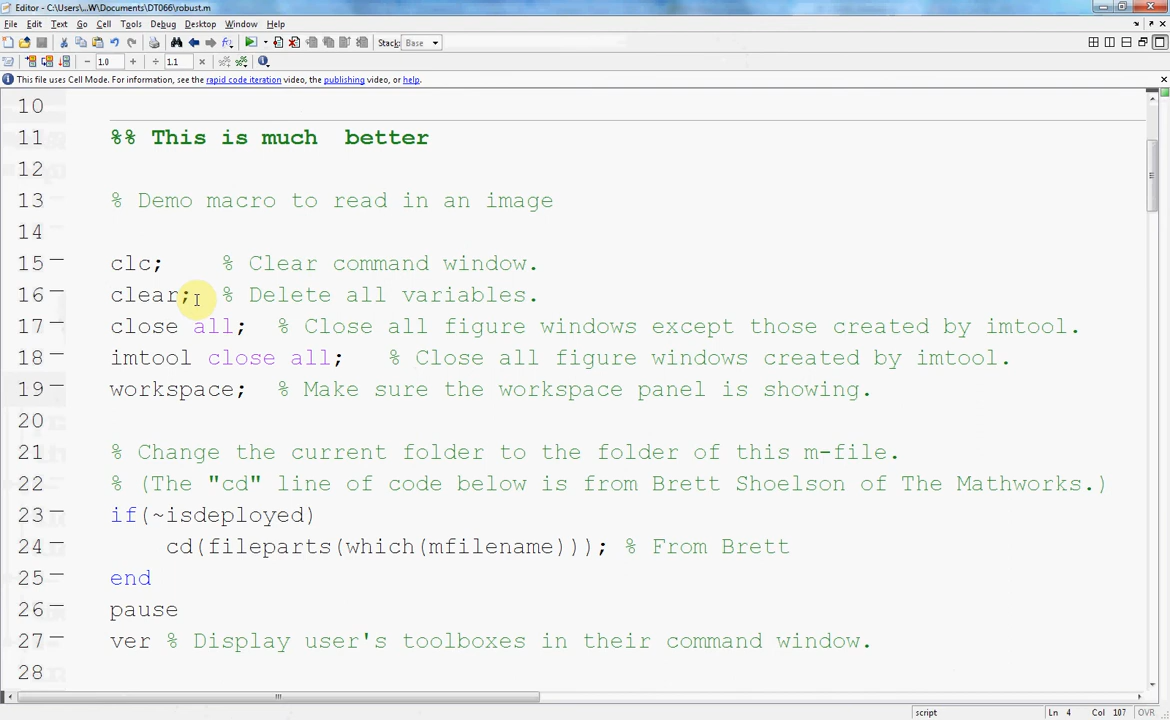 Editor - C:\Users\...W\Documents\DT066\robust.m
File Edit Text Go Cell Tools Debug Desktop Window Help
Stack: Base
1.0 1.1
This file uses Cell Mode. For information, see the rapid code iteration video, the publishing video, or help.
10
11 %% This is much  better
12
13 % Demo macro to read in an image
14
15 clc;    % Clear command window.
16 clear;  % Delete all variables.
17 close all;  % Close all figure windows except those created by imtool.
18 imtool close all;   % Close all figure windows created by imtool.
19 workspace;  % Make sure the workspace panel is showing.
20
21 % Change the current folder to the folder of this m-file.
22 % (The "cd" line of code below is from Brett Shoelson of The Mathworks.)
23 if(~isdeployed)
24     cd(fileparts(which(mfilename))); % From Brett
25 end
26 pause
27 ver % Display user's toolboxes in their command window.
28
script Ln 4 Col 107 OVR